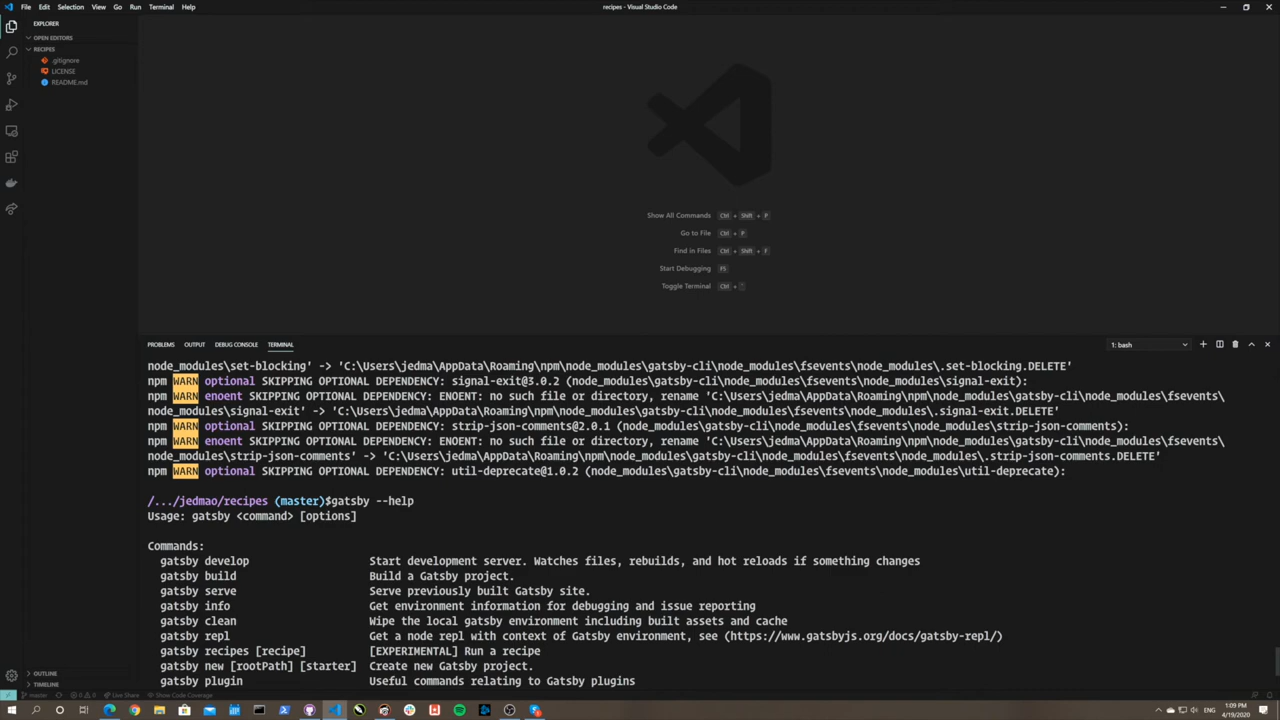 File Edit Selection View Go Run Terminal Help
recipes - Visual Studio Code
EXPLORER
OPEN EDITORS
RECIPES
.gitignore
LICENSE
README.md
Show All Commands Ctrl + Shift + P
Go to File Ctrl + P
Find in Files Ctrl + Shift + F
Start Debugging F5
Toggle Terminal Ctrl + `
PROBLEMS OUTPUT DEBUG CONSOLE TERMINAL
1: bash
node_modules\set-blocking' -> 'C:\Users\jedma\AppData\Roaming\npm\node_modules\gatsby-cli\node_modules\fsevents\node_modules\.set-blocking.DELETE'
npm WARN optional SKIPPING OPTIONAL DEPENDENCY: signal-exit@3.0.2 (node_modules\gatsby-cli\node_modules\fsevents\node_modules\signal-exit):
npm WARN enoent SKIPPING OPTIONAL DEPENDENCY: ENOENT: no such file or directory, rename 'C:\Users\jedma\AppData\Roaming\npm\node_modules\gatsby-cli\node_modules\fsevents\
node_modules\signal-exit' -> 'C:\Users\jedma\AppData\Roaming\npm\node_modules\gatsby-cli\node_modules\fsevents\node_modules\.signal-exit.DELETE'
npm WARN optional SKIPPING OPTIONAL DEPENDENCY: strip-json-comments@2.0.1 (node_modules\gatsby-cli\node_modules\fsevents\node_modules\strip-json-comments):
npm WARN enoent SKIPPING OPTIONAL DEPENDENCY: ENOENT: no such file or directory, rename 'C:\Users\jedma\AppData\Roaming\npm\node_modules\gatsby-cli\node_modules\fsevents\
node_modules\strip-json-comments' -> 'C:\Users\jedma\AppData\Roaming\npm\node_modules\gatsby-cli\node_modules\fsevents\node_modules\.strip-json-comments.DELETE'
npm WARN optional SKIPPING OPTIONAL DEPENDENCY: util-deprecate@1.0.2 (node_modules\gatsby-cli\node_modules\fsevents\node_modules\util-deprecate):
/.../jedmao/recipes (master)$gatsby --help
Usage: gatsby <command> [options]
Commands:
gatsby develop Start development server. Watches files, rebuilds, and hot reloads if something changes
gatsby build Build a Gatsby project.
gatsby serve Serve previously built Gatsby site.
gatsby info Get environment information for debugging and issue reporting
gatsby clean Wipe the local gatsby environment including built assets and cache
gatsby repl Get a node repl with context of Gatsby environment, see (https://www.gatsbyjs.org/docs/gatsby-repl/)
gatsby recipes [recipe] [EXPERIMENTAL] Run a recipe
gatsby new [rootPath] [starter] Create new Gatsby project.
gatsby plugin Useful commands relating to Gatsby plugins
OUTLINE
TIMELINE
master 0 0 Live Share Show Code Coverage
ENG
1:09 PM
4/19/2020